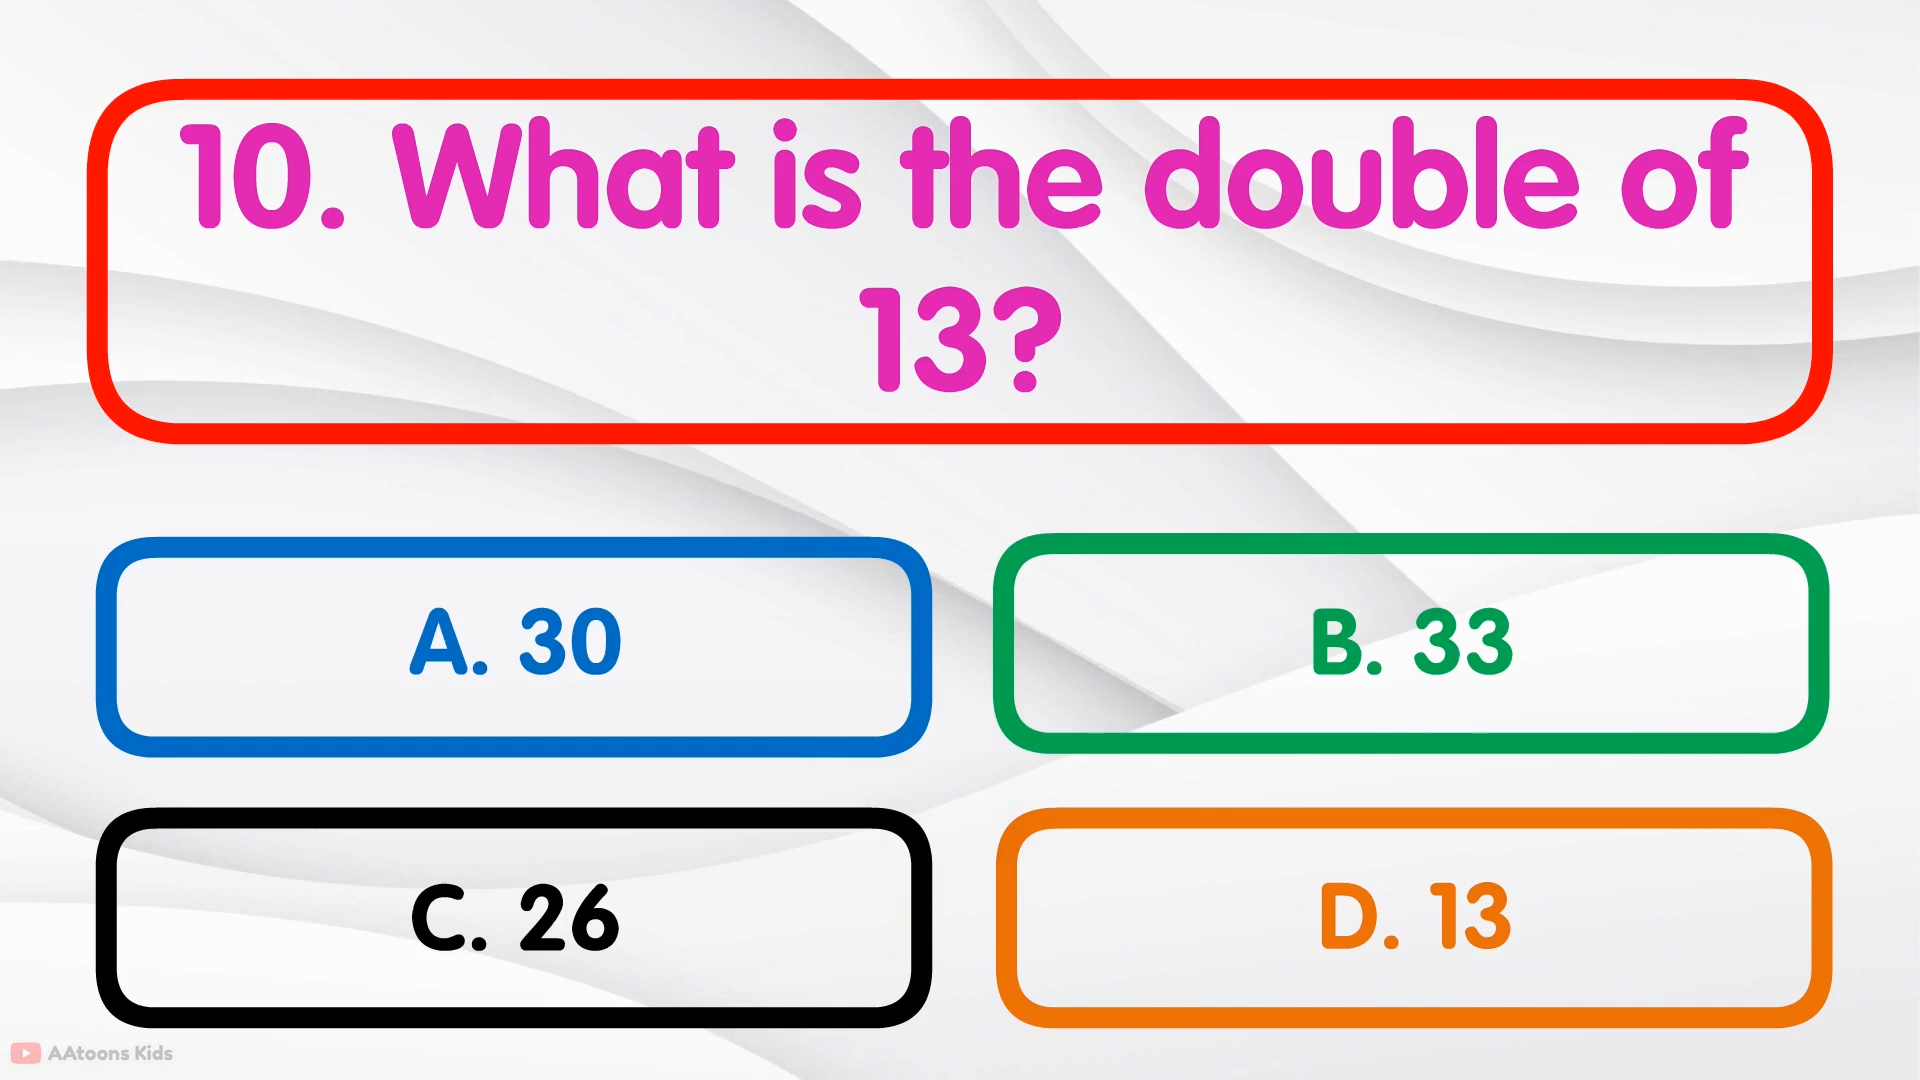 10. What is the double of
13?
A. 30
B. 33
C. 26
D. 13
AAtoons Kids